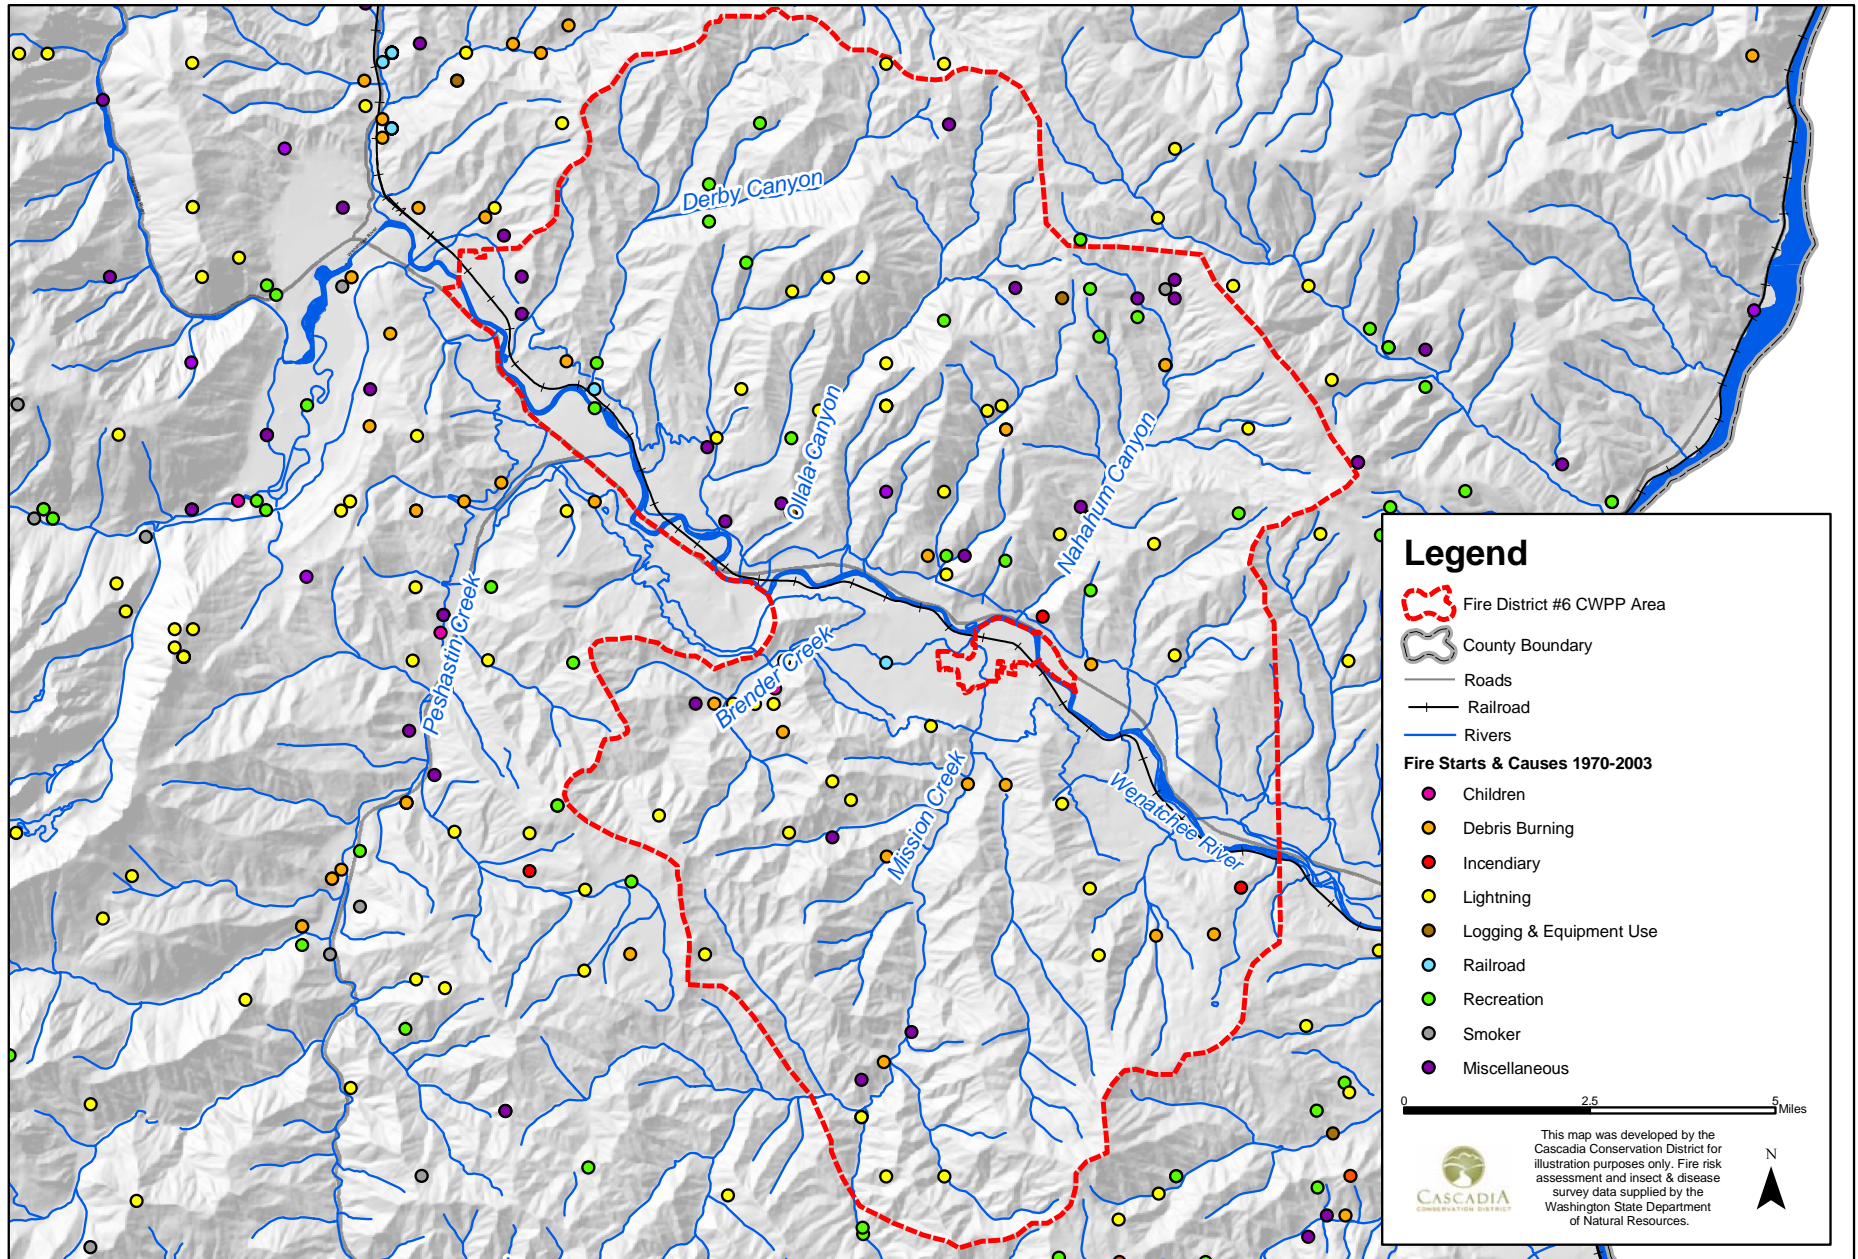 Derby Canyon
Ollala Canyon
Nahahum Canyon
Peshastin Creek
Brender Creek
Mission Creek
Wenatchee River
Legend
Fire District #6 CWPP Area
County Boundary
Roads
Railroad
Rivers
Fire Starts & Causes 1970-2003
Children
Debris Burning
Incendiary
Lightning
Logging & Equipment Use
Railroad
Recreation
Smoker
Miscellaneous
0 2.5 5
Miles
This map was developed by the
Cascadia Conservation District for
illustration purposes only. Fire risk
assessment and insect & disease
survey data supplied by the
Washington State Department
of Natural Resources.
N
CASCADIA
CONSERVATION DISTRICT